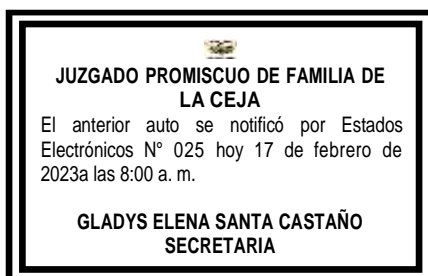 JUZGADO PROMISCUO DE FAMILIA DE
LA CEJA
El anterior auto se notificó por Estados
Electrónicos N° 025 hoy 17 de febrero de
2023a las 8:00 a. m.
GLADYS ELENA SANTA CASTAÑO
SECRETARIA